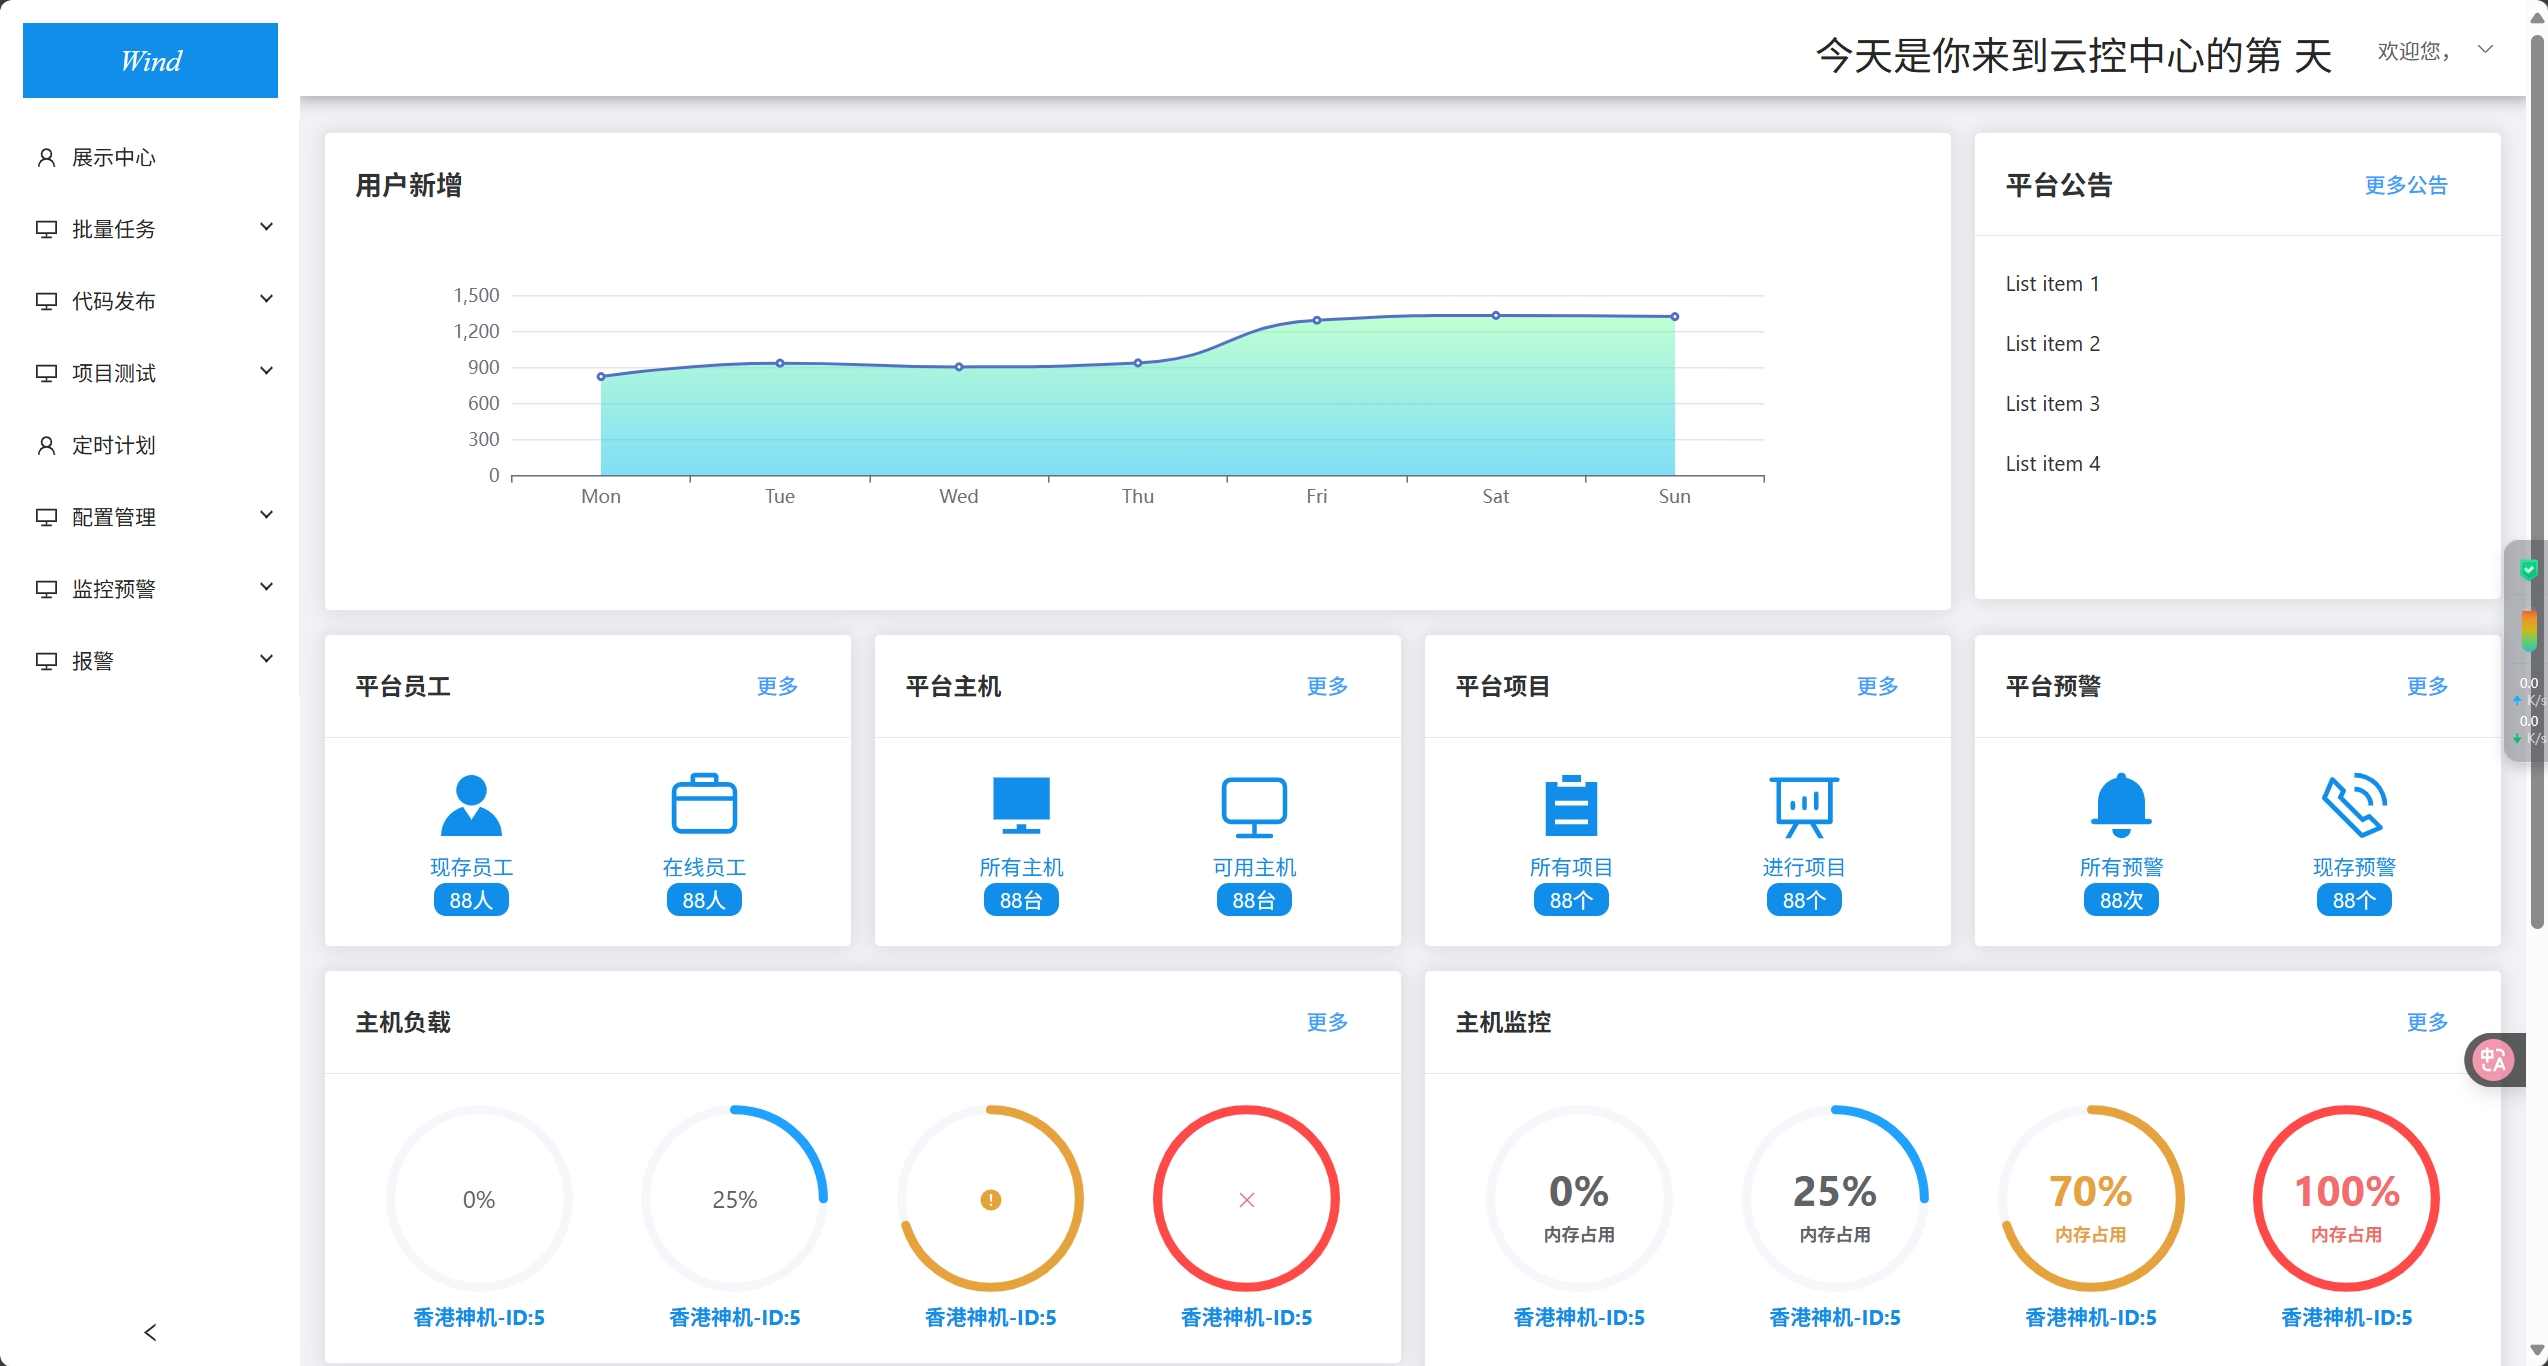 Wind
今天是你来到云控中心的第 天
欢迎您，
展示中心
批量任务
代码发布
项目测试
定时计划
配置管理
监控预警
报警
用户新增
1,500
1,200
900
600
300
0
Mon Tue Wed Thu Fri Sat Sun
平台公告
更多公告
List item 1
List item 2
List item 3
List item 4
平台员工
更多
现存员工
88人
在线员工
88人
平台主机
更多
所有主机
88台
可用主机
88台
平台项目
更多
所有项目
88个
进行项目
88个
平台预警
更多
所有预警
88次
现存预警
88个
0.0
K/s
0.0
K/s
主机负载
更多
0%
25%
香港神机-ID:5
香港神机-ID:5
香港神机-ID:5
香港神机-ID:5
主机监控
更多
中A
0%
内存占用
25%
内存占用
70%
内存占用
100%
内存占用
香港神机-ID:5
香港神机-ID:5
香港神机-ID:5
香港神机-ID:5